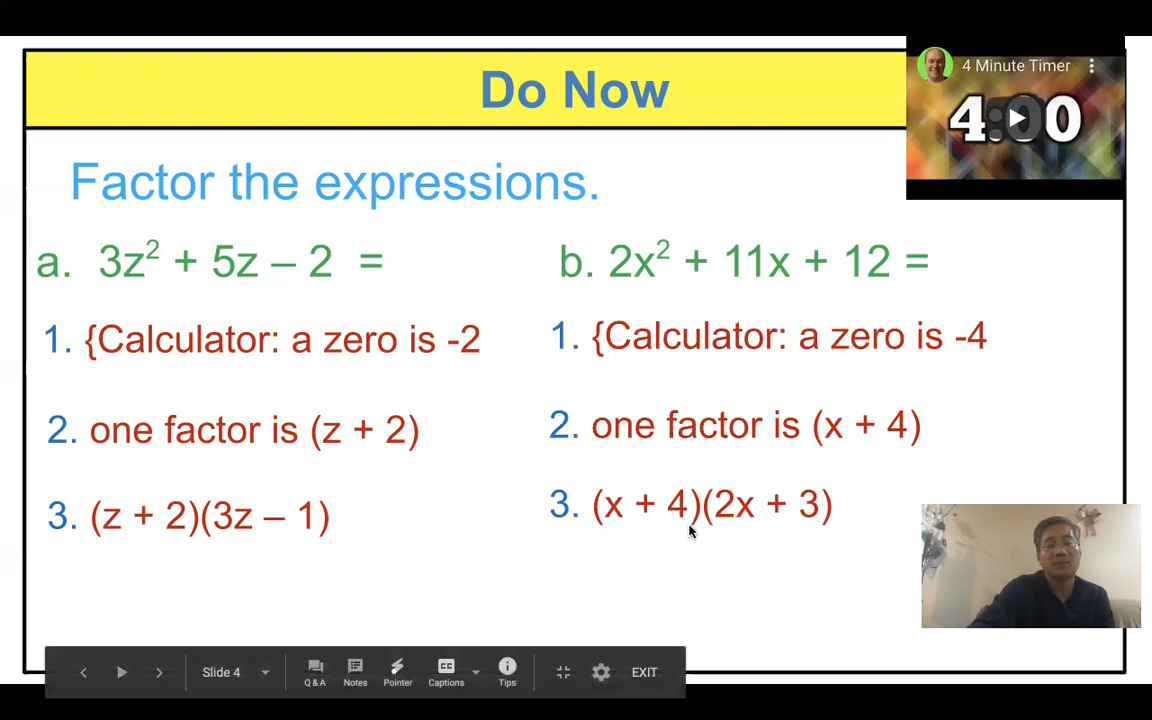 Do Now
4 Minute Timer
4:00
Factor the expressions.
a. 3z² + 5z – 2 =
1. {Calculator: a zero is -2
2. one factor is (z + 2)
3. (z + 2)(3z – 1)
b. 2x² + 11x + 12 =
1. {Calculator: a zero is -4
2. one factor is (x + 4)
3. (x + 4)(2x + 3)
Slide 4
Q & A
Notes
Pointer
CC
Captions
Tips
EXIT